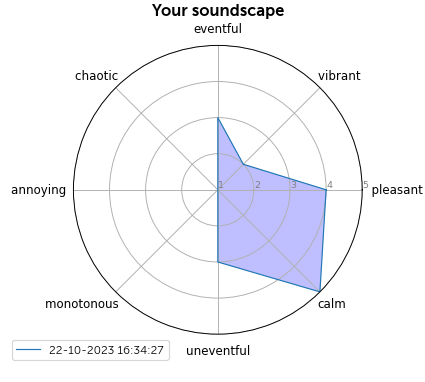 Your soundscape
eventful
chaotic
vibrant
annoying
1 2 3 4 5
pleasant
monotonous
calm
uneventful
22-10-2023 16:34:27